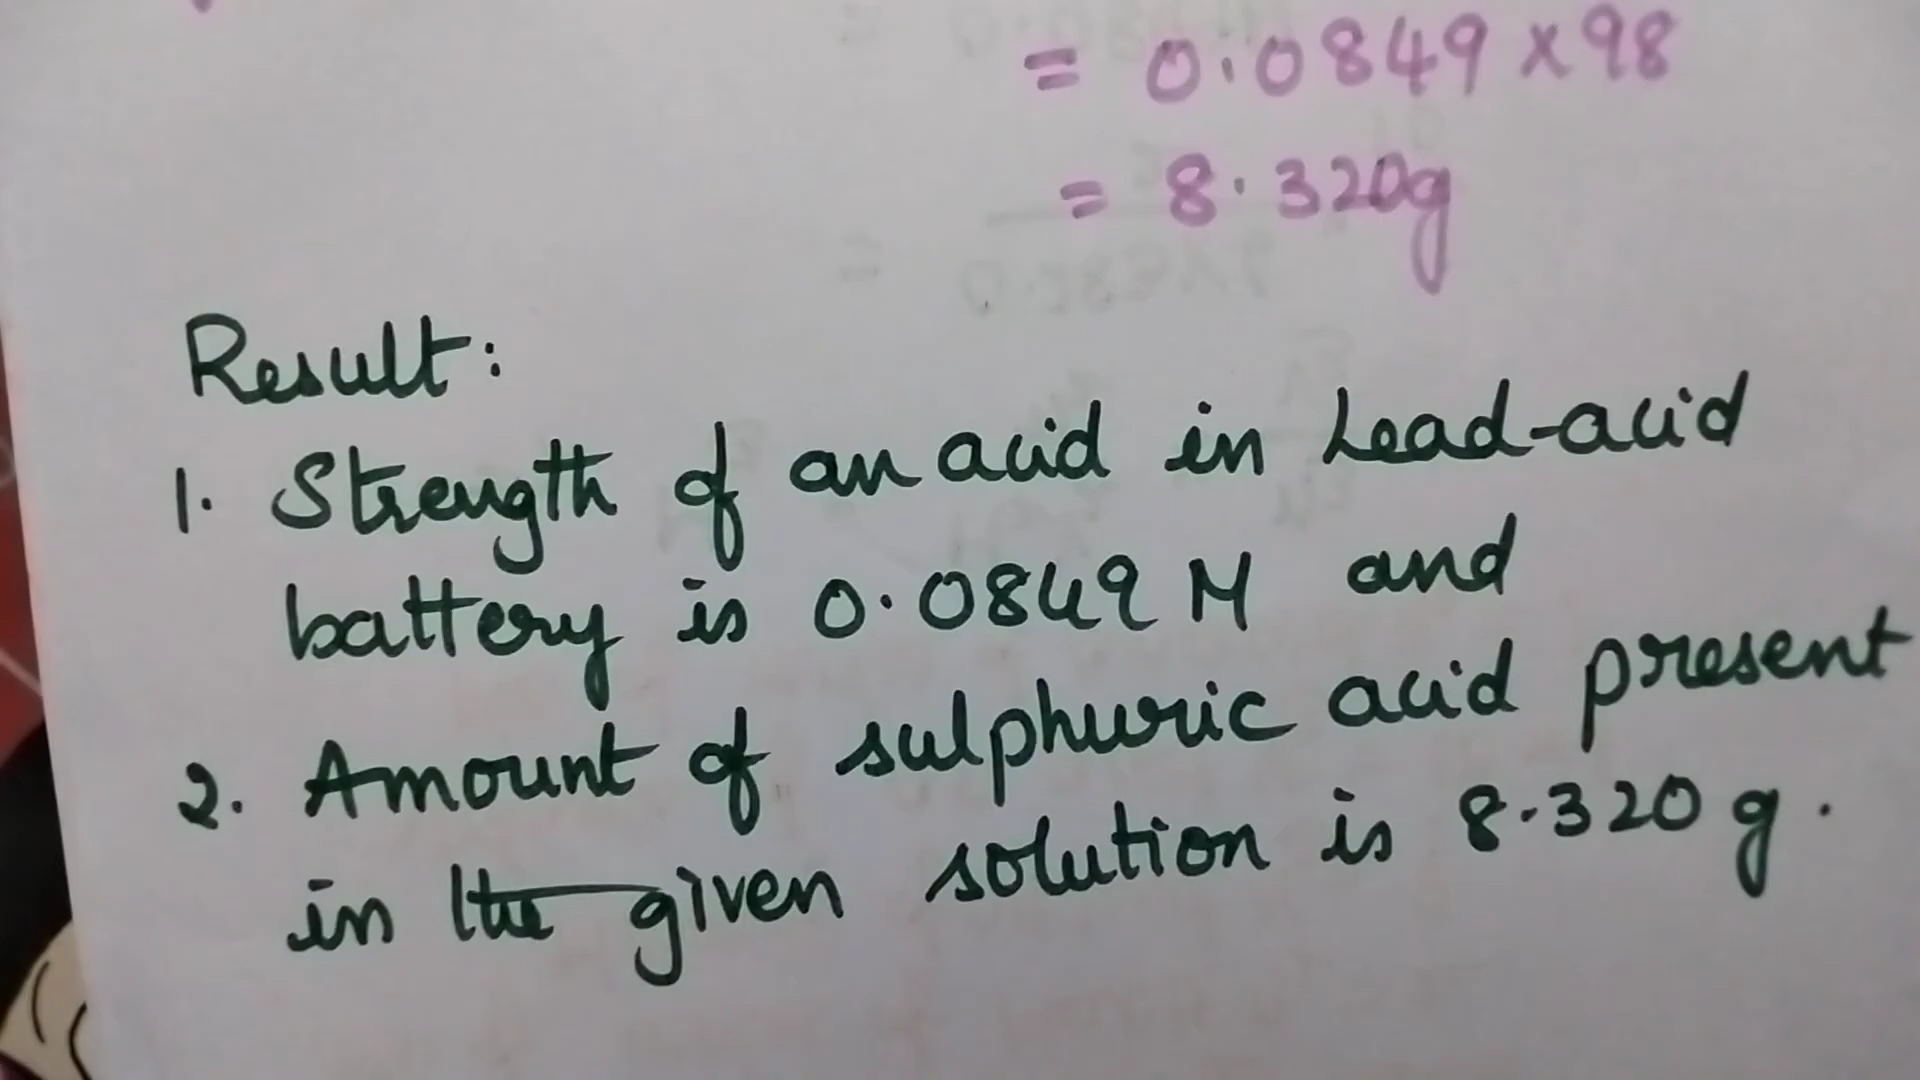 = 0.0849 × 98
= 8.320g
Result:
1. Strength of an acid in Lead-acid
battery is 0.0849 M and
2. Amount of sulphuric acid present
in the given solution is 8.320 g.